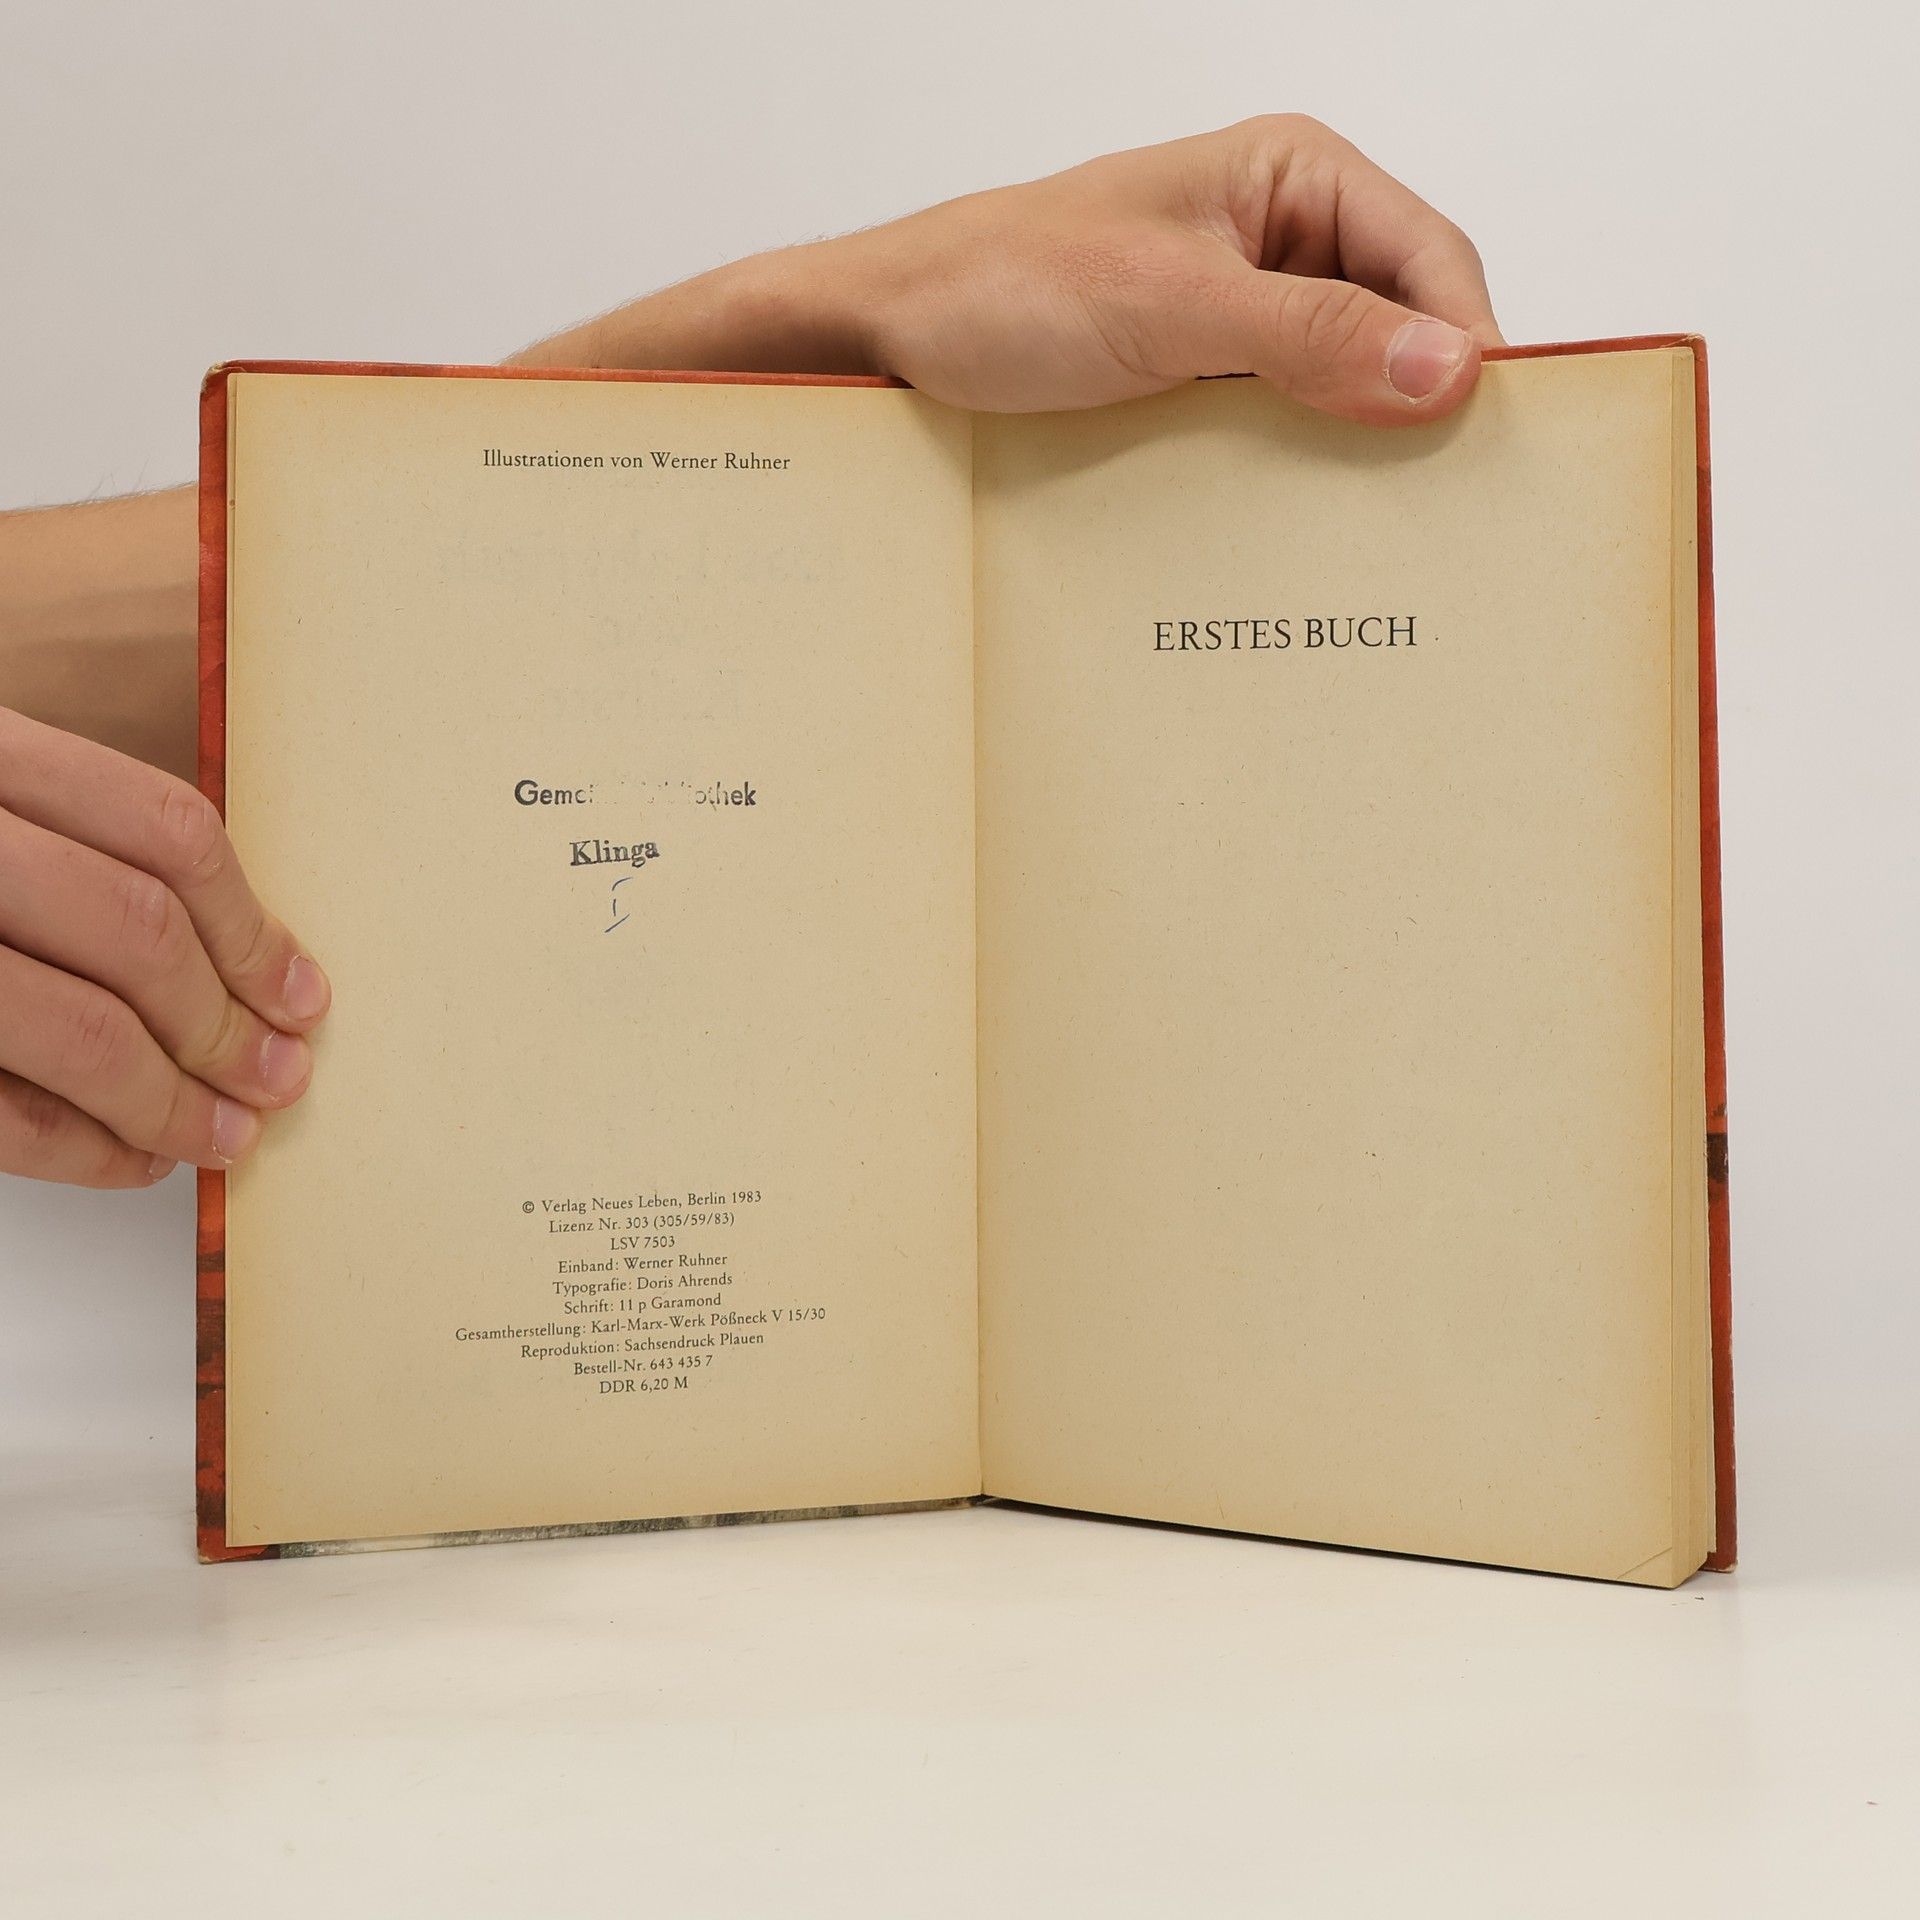 Illustrationen von Werner Ruhner
Klinga
© Verlag Neues Leben, Berlin 1983
Lizenz Nr. 303 (305/59/83)
LSV 7503
Einband: Werner Ruhner
Typografie: Doris Ahrends
Schrift: 11 p Garamond
Gesamtherstellung: Karl-Marx-Werk Pößneck V 15/30
Reproduktion: Sachsendruck Plauen
Bestell-Nr. 643 435 7
DDR 6,20 M
ERSTES BUCH